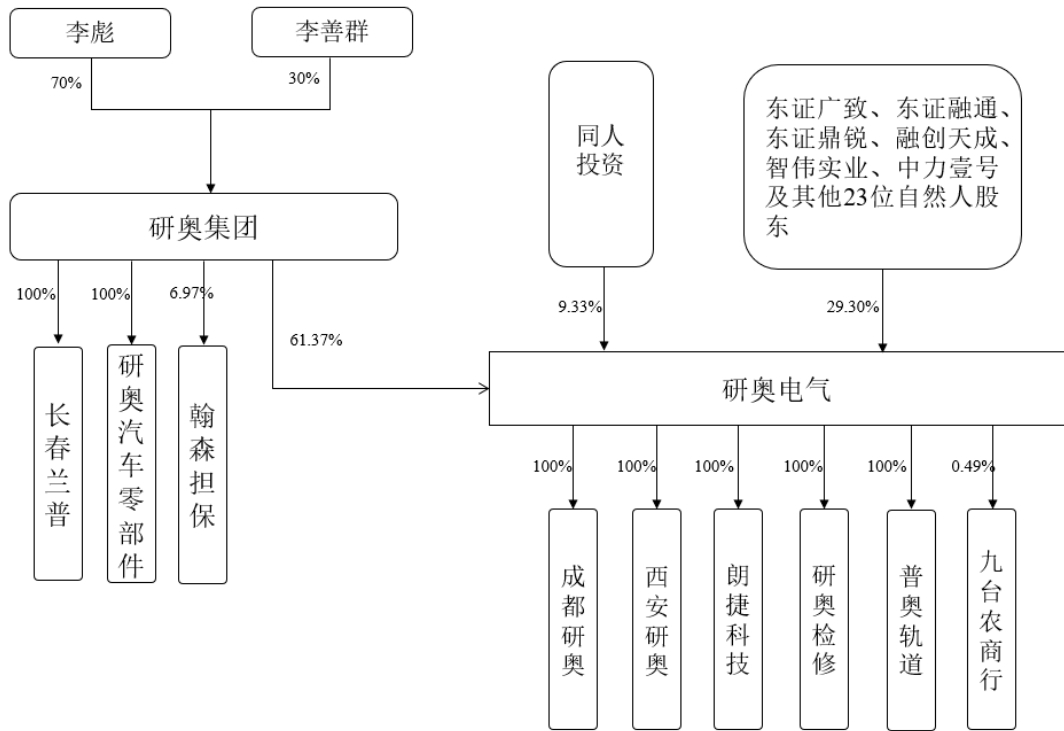 李彪
李善群
70%
30%
同人
投资
东证广致、东证融通、
东证鼎锐、融创天成、
智伟实业、中力壹号
及其他23位自然人股
东
研奥集团
100%
100%
6.97%
61.37%
9.33%
29.30%
长春兰普
研奥汽车零部件
翰森担保
研奥电气
100%
100%
100%
100%
100%
0.49%
成都研奥
西安研奥
朗捷科技
研奥检修
普奥轨道
九台农商行